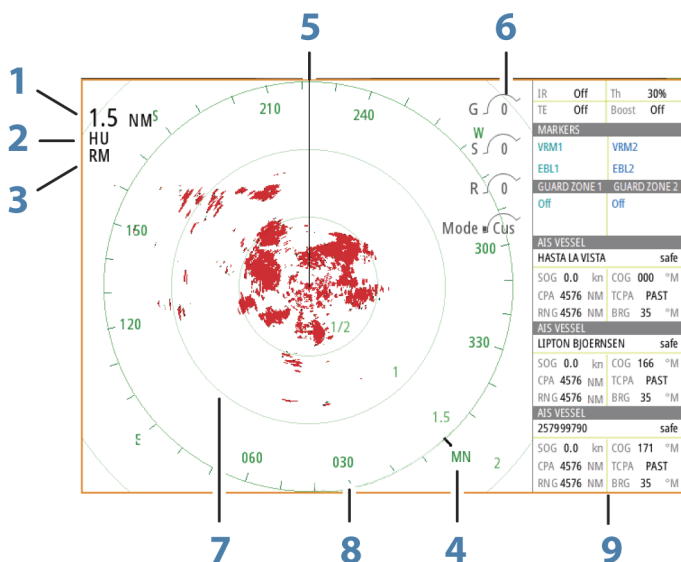 5
6
1
2
3
1.5 NM
HU
RM
S
210
240
W
300
330
MN
030
060
E
120
150
1/2
1
1.5
2
G 0
S 0
R 0
Mode Cus
IR Off Th 30%
TE Off Boost Off
MARKERS
VRM1 VRM2
EBL1 EBL2
GUARD ZONE 1 GUARD ZONE 2
Off Off
AIS VESSEL
HASTA LA VISTA safe
SOG 0.0 kn COG 000 °M
CPA 4576 NM TCPA PAST
RNG 4576 NM BRG 35 °M
AIS VESSEL
LIPTON BJOERNSEN safe
SOG 0.0 kn COG 166 °M
CPA 4576 NM TCPA PAST
RNG 4576 NM BRG 35 °M
AIS VESSEL
257999790 safe
SOG 0.0 kn COG 171 °M
CPA 4576 NM TCPA PAST
RNG 4576 NM BRG 35 °M
7
8
4
9